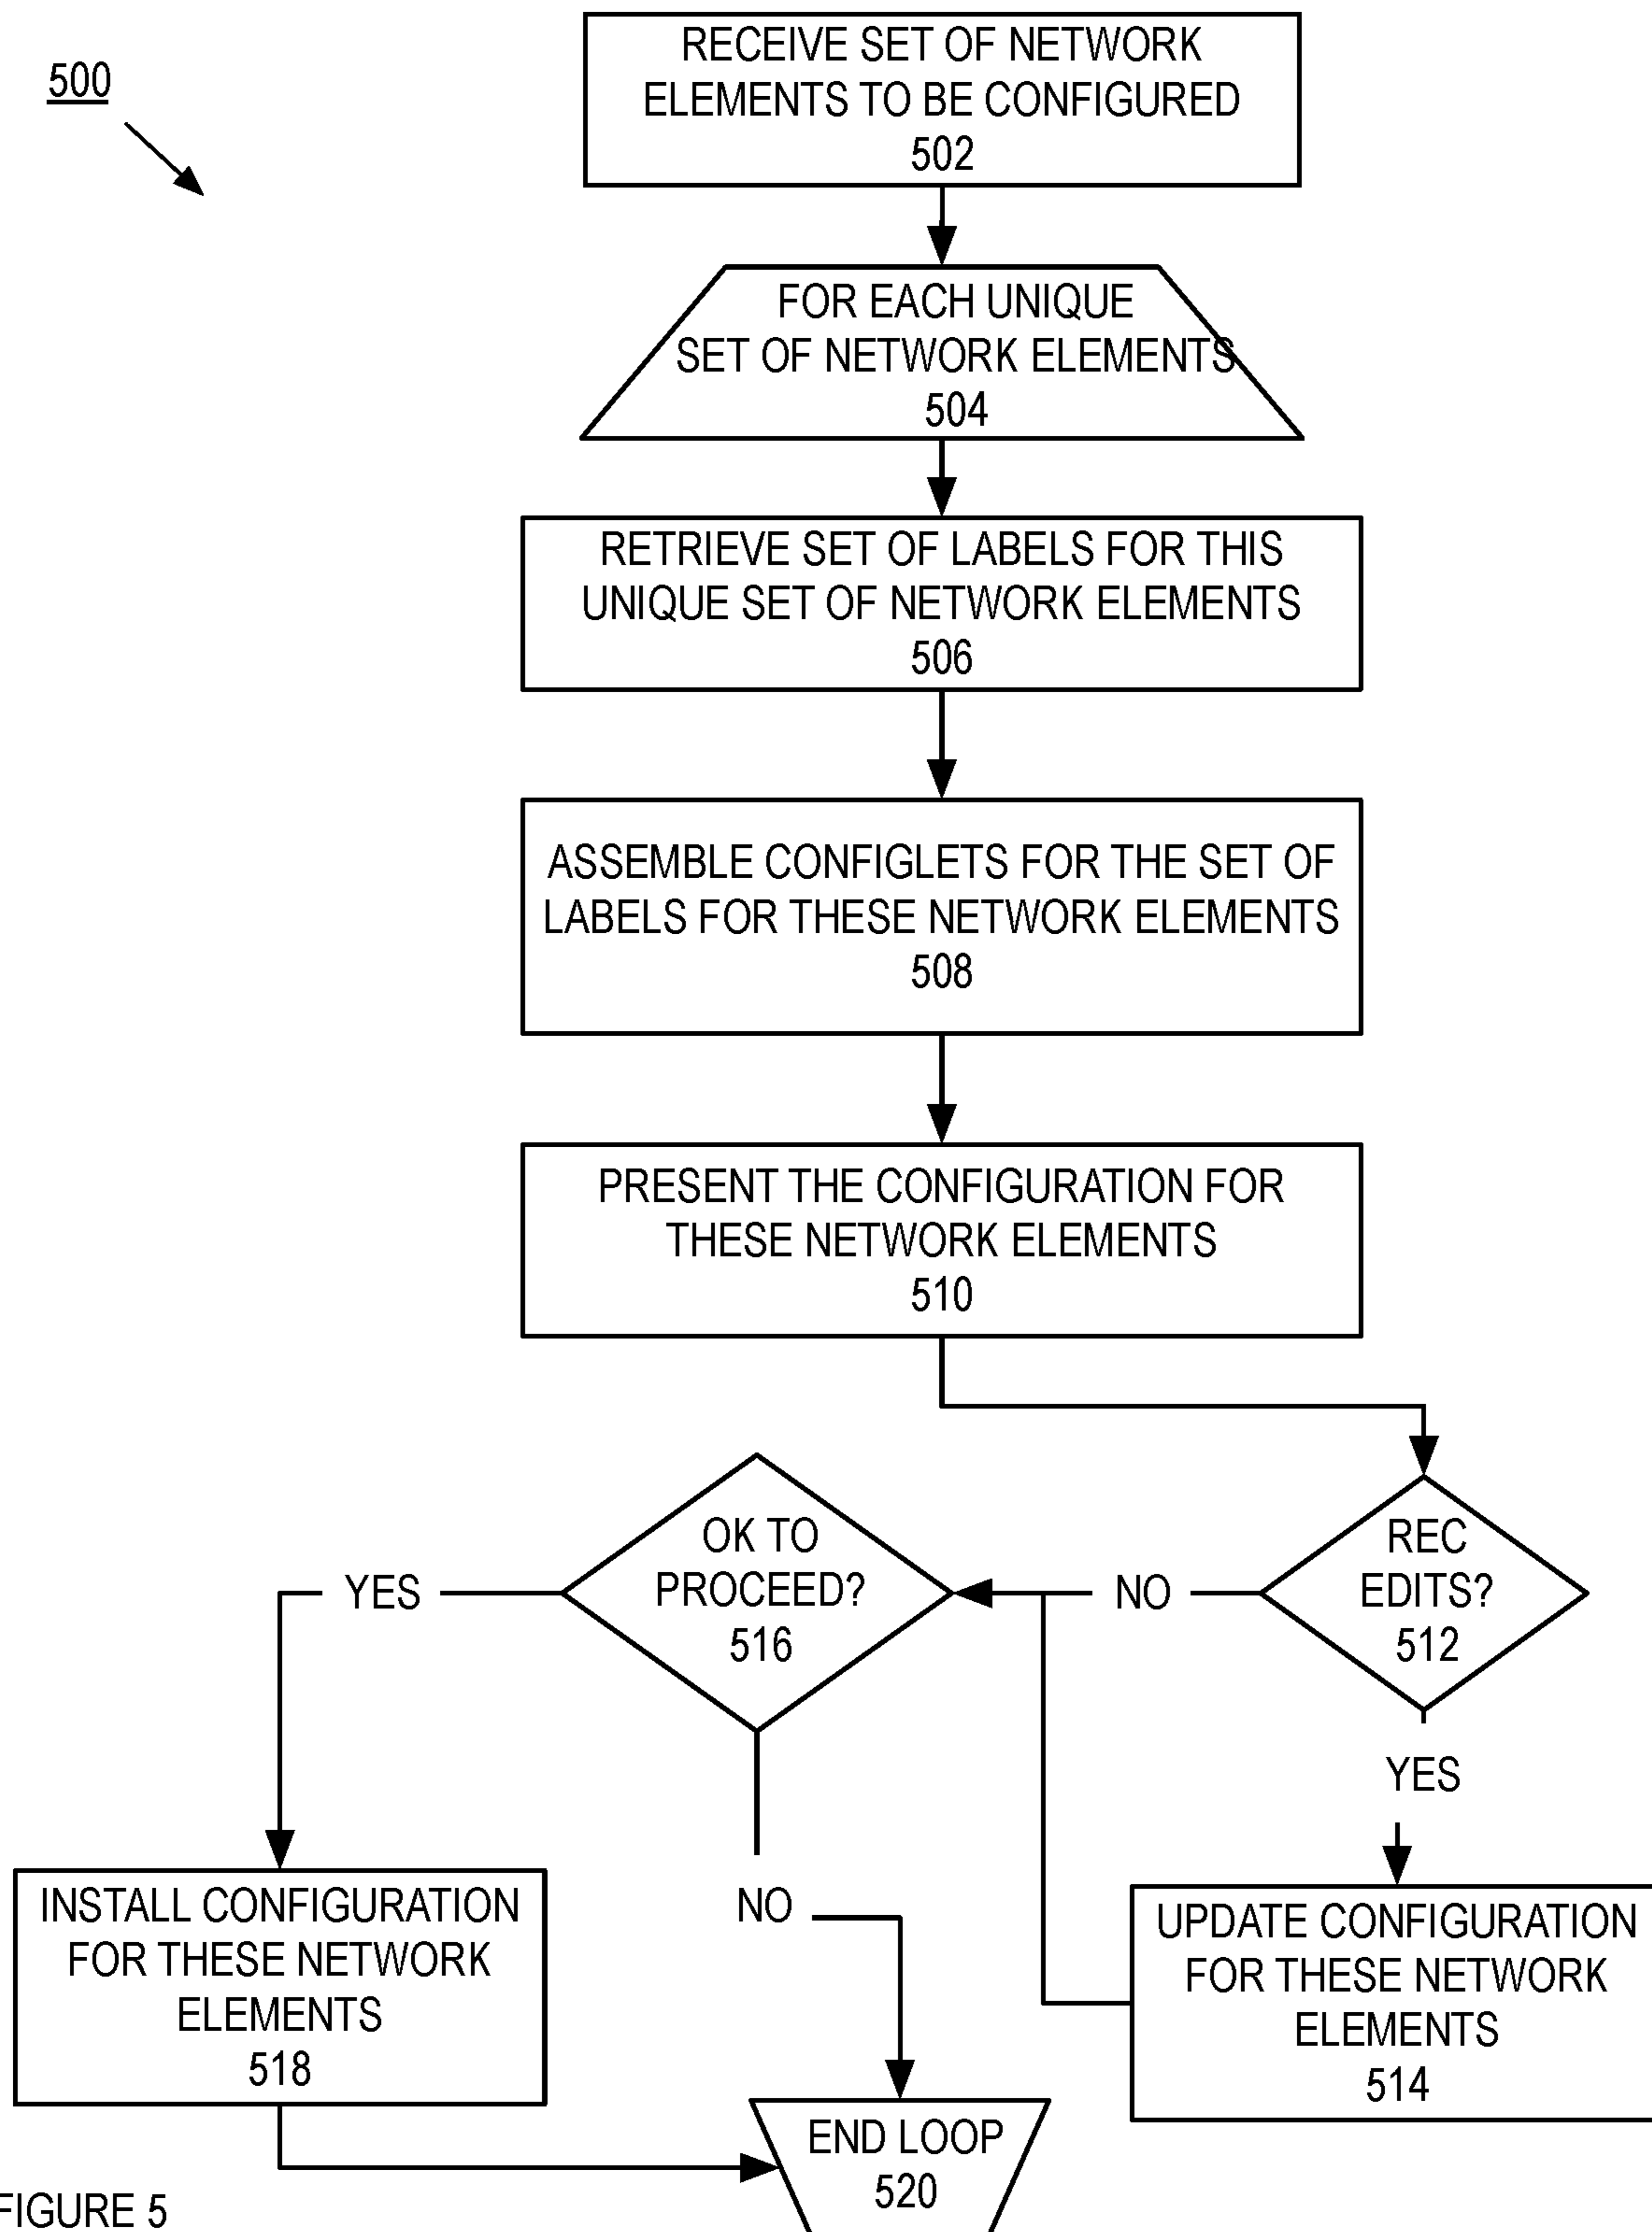 500
RECEIVE SET OF NETWORK
ELEMENTS TO BE CONFIGURED
502
FOR EACH UNIQUE
SET OF NETWORK ELEMENTS
504
RETRIEVE SET OF LABELS FOR THIS
UNIQUE SET OF NETWORK ELEMENTS
506
ASSEMBLE CONFIGLETS FOR THE SET OF
LABELS FOR THESE NETWORK ELEMENTS
508
PRESENT THE CONFIGURATION FOR
THESE NETWORK ELEMENTS
510
REC
EDITS?
512
NO
YES
UPDATE CONFIGURATION
FOR THESE NETWORK
ELEMENTS
514
OK TO
PROCEED?
516
YES
NO
INSTALL CONFIGURATION
FOR THESE NETWORK
ELEMENTS
518
END LOOP
520
FIGURE 5